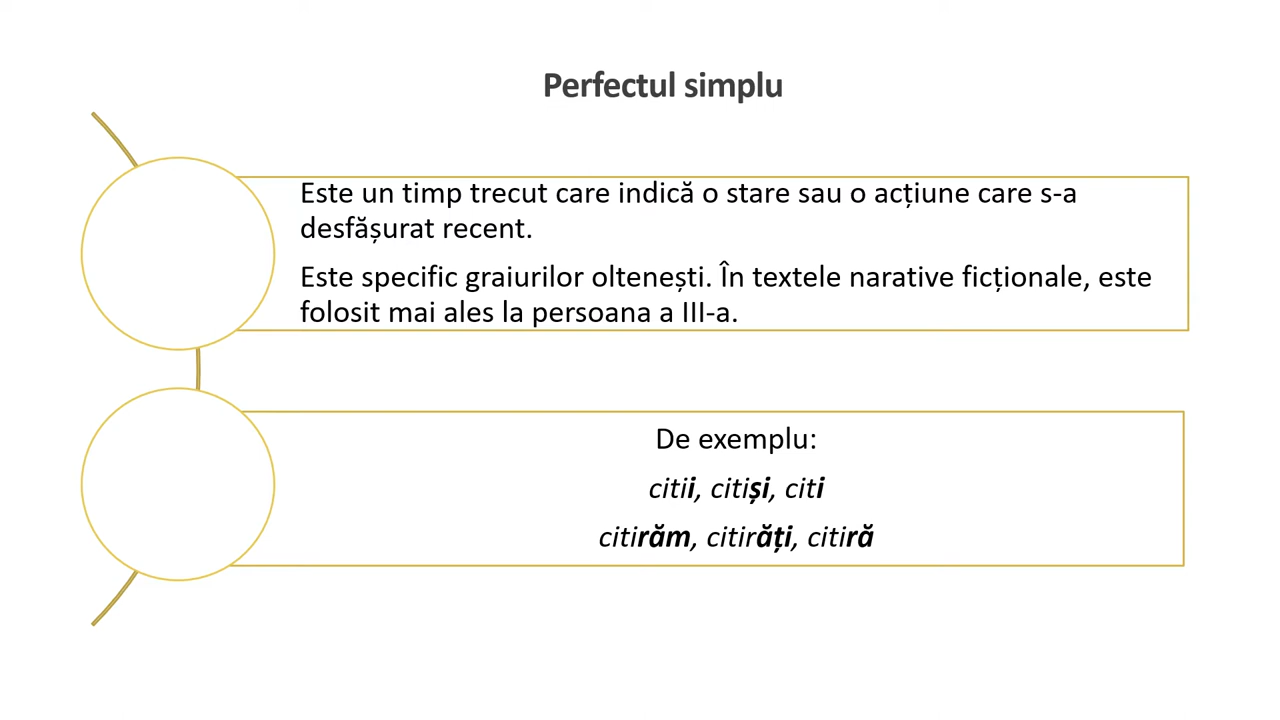 Perfectul simplu
Este un timp trecut care indică o stare sau o acțiune care s-a
desfășurat recent.
Este specific graiurilor oltenești. În textele narative ficționale, este
folosit mai ales la persoana a III-a.
De exemplu:
citii, citiși, citi
citirăm, citirăți, citiră